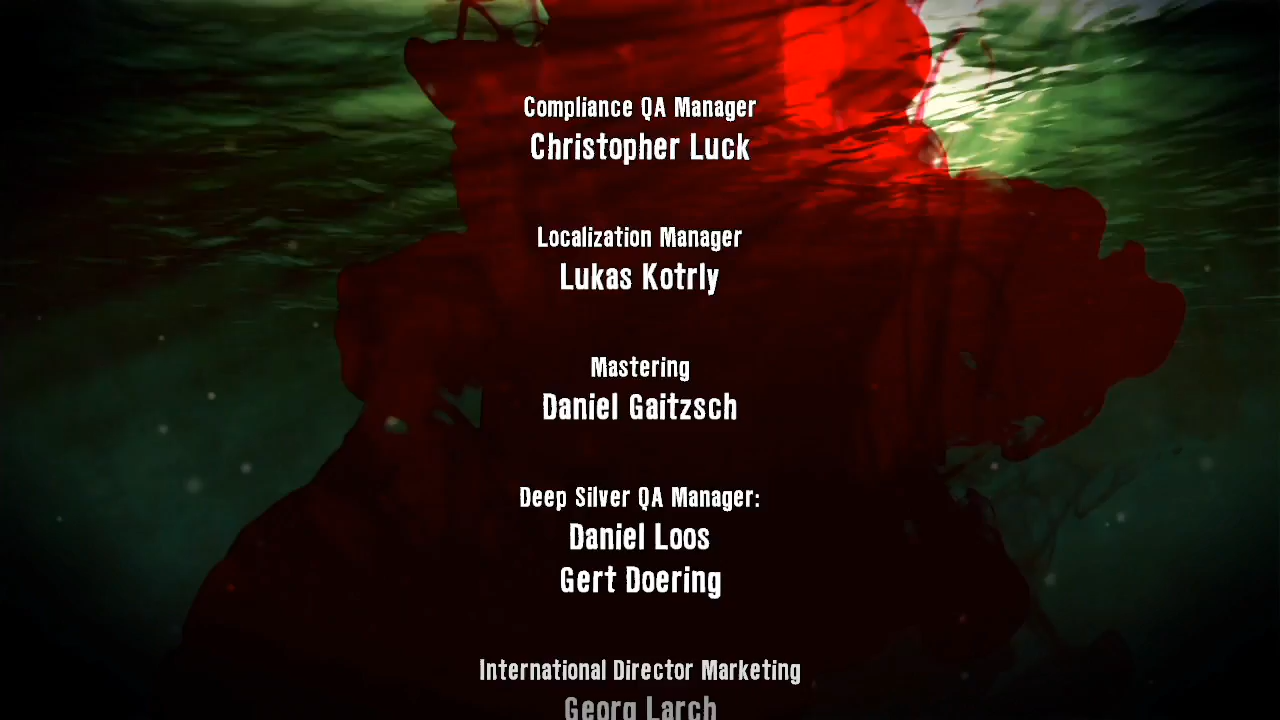 Compliance QA Manager
Christopher Luck
Localization Manager
Lukas Kotrly
Mastering
Daniel Gaitzsch
Deep Silver QA Manager:
Daniel Loos
Gert Doering
International Director Marketing
Georg Larch